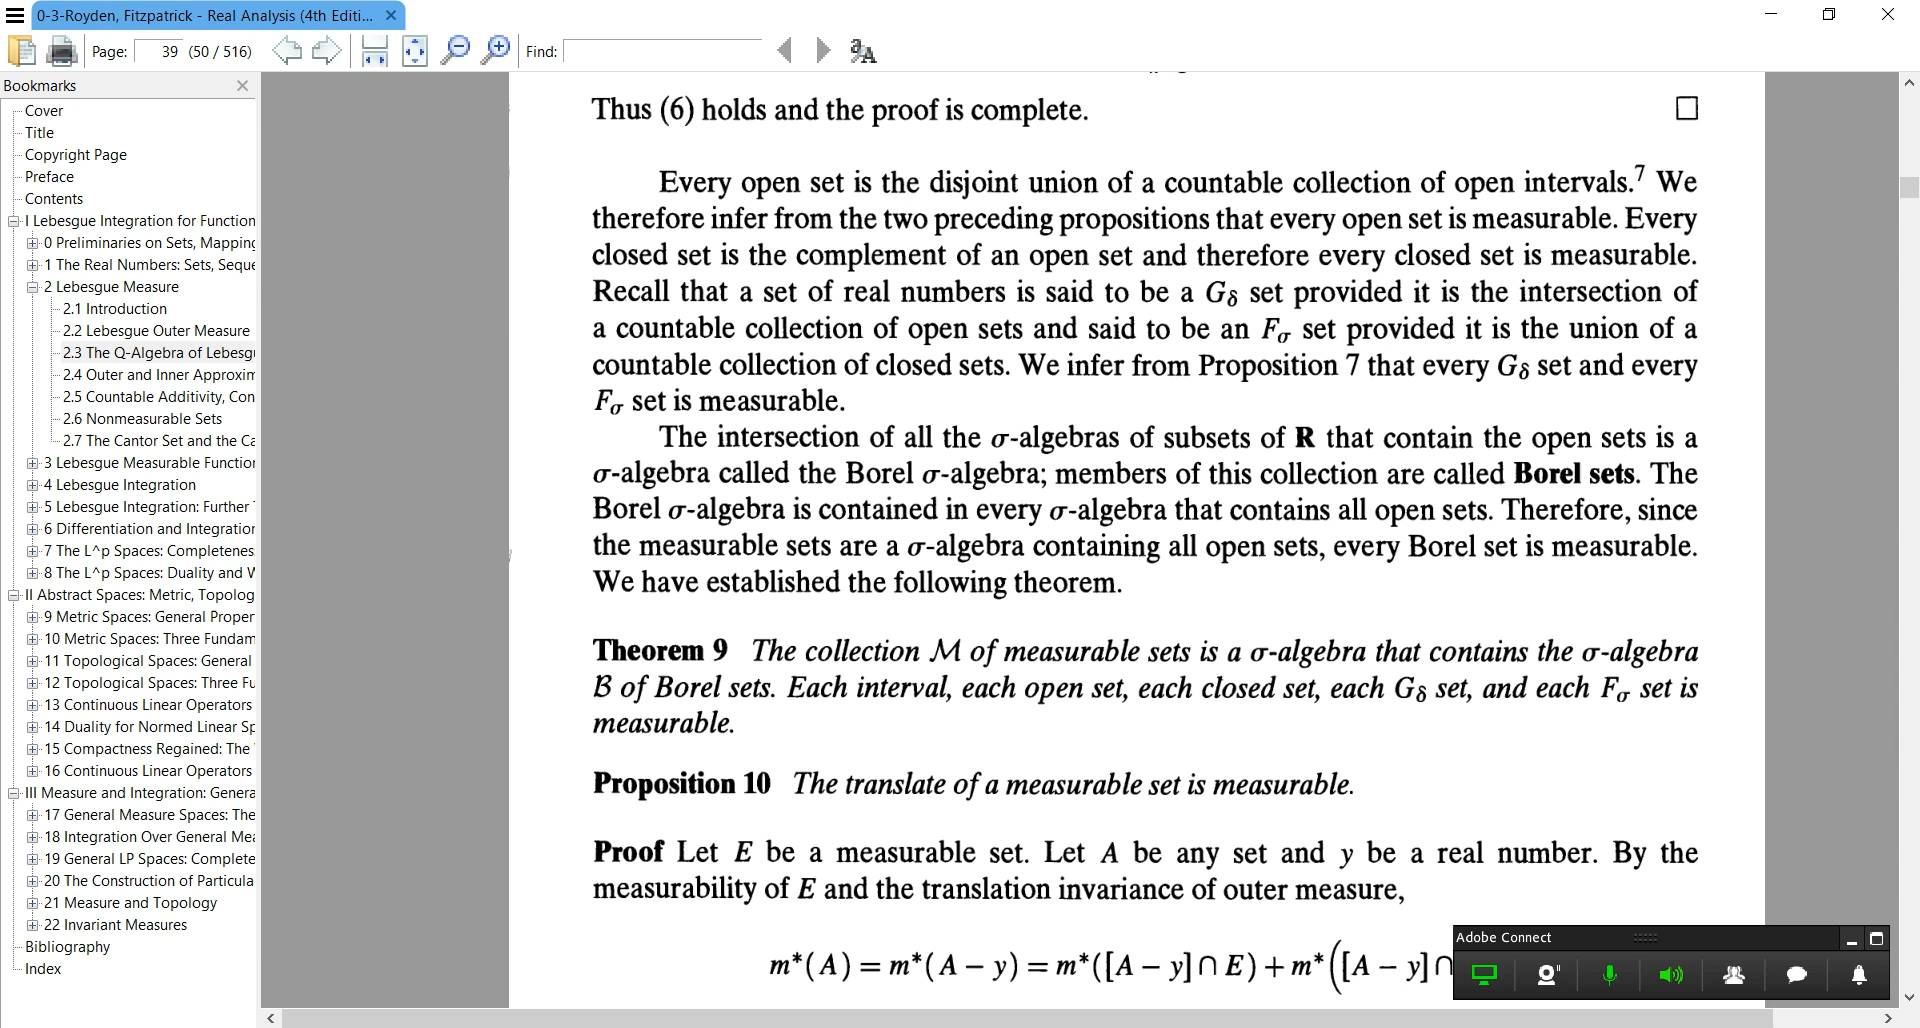 0-3-Royden, Fitzpatrick - Real Analysis (4th Editi...
Page: 39 (50 / 516) Find:
Bookmarks
Cover
Title
Copyright Page
Preface
Contents
I Lebesgue Integration for Function
0 Preliminaries on Sets, Mapping
1 The Real Numbers: Sets, Seque
2 Lebesgue Measure
2.1 Introduction
2.2 Lebesgue Outer Measure
2.3 The Q-Algebra of Lebesgu
2.4 Outer and Inner Approxim
2.5 Countable Additivity, Con
2.6 Nonmeasurable Sets
2.7 The Cantor Set and the Ca
3 Lebesgue Measurable Function
4 Lebesgue Integration
5 Lebesgue Integration: Further
6 Differentiation and Integration
7 The L^p Spaces: Completenes
8 The L^p Spaces: Duality and W
II Abstract Spaces: Metric, Topolog
9 Metric Spaces: General Proper
10 Metric Spaces: Three Fundam
11 Topological Spaces: General
12 Topological Spaces: Three Fu
13 Continuous Linear Operators
14 Duality for Normed Linear Sp
15 Compactness Regained: The
16 Continuous Linear Operators
III Measure and Integration: Genera
17 General Measure Spaces: The
18 Integration Over General Mea
19 General LP Spaces: Complete
20 The Construction of Particula
21 Measure and Topology
22 Invariant Measures
Bibliography
Index
Thus (6) holds and the proof is complete. □
Every open set is the disjoint union of a countable collection of open intervals.⁷ We
therefore infer from the two preceding propositions that every open set is measurable. Every
closed set is the complement of an open set and therefore every closed set is measurable.
Recall that a set of real numbers is said to be a Gδ set provided it is the intersection of
a countable collection of open sets and said to be an Fσ set provided it is the union of a
countable collection of closed sets. We infer from Proposition 7 that every Gδ set and every
Fσ set is measurable.
The intersection of all the σ-algebras of subsets of R that contain the open sets is a
σ-algebra called the Borel σ-algebra; members of this collection are called Borel sets. The
Borel σ-algebra is contained in every σ-algebra that contains all open sets. Therefore, since
the measurable sets are a σ-algebra containing all open sets, every Borel set is measurable.
We have established the following theorem.
Theorem 9 The collection M of measurable sets is a σ-algebra that contains the σ-algebra
B of Borel sets. Each interval, each open set, each closed set, each Gδ set, and each Fσ set is
measurable.
Proposition 10 The translate of a measurable set is measurable.
Proof Let E be a measurable set. Let A be any set and y be a real number. By the
measurability of E and the translation invariance of outer measure,
m*(A) = m*(A − y) = m*([A − y] ∩ E) + m*([A − y] ∩
Adobe Connect